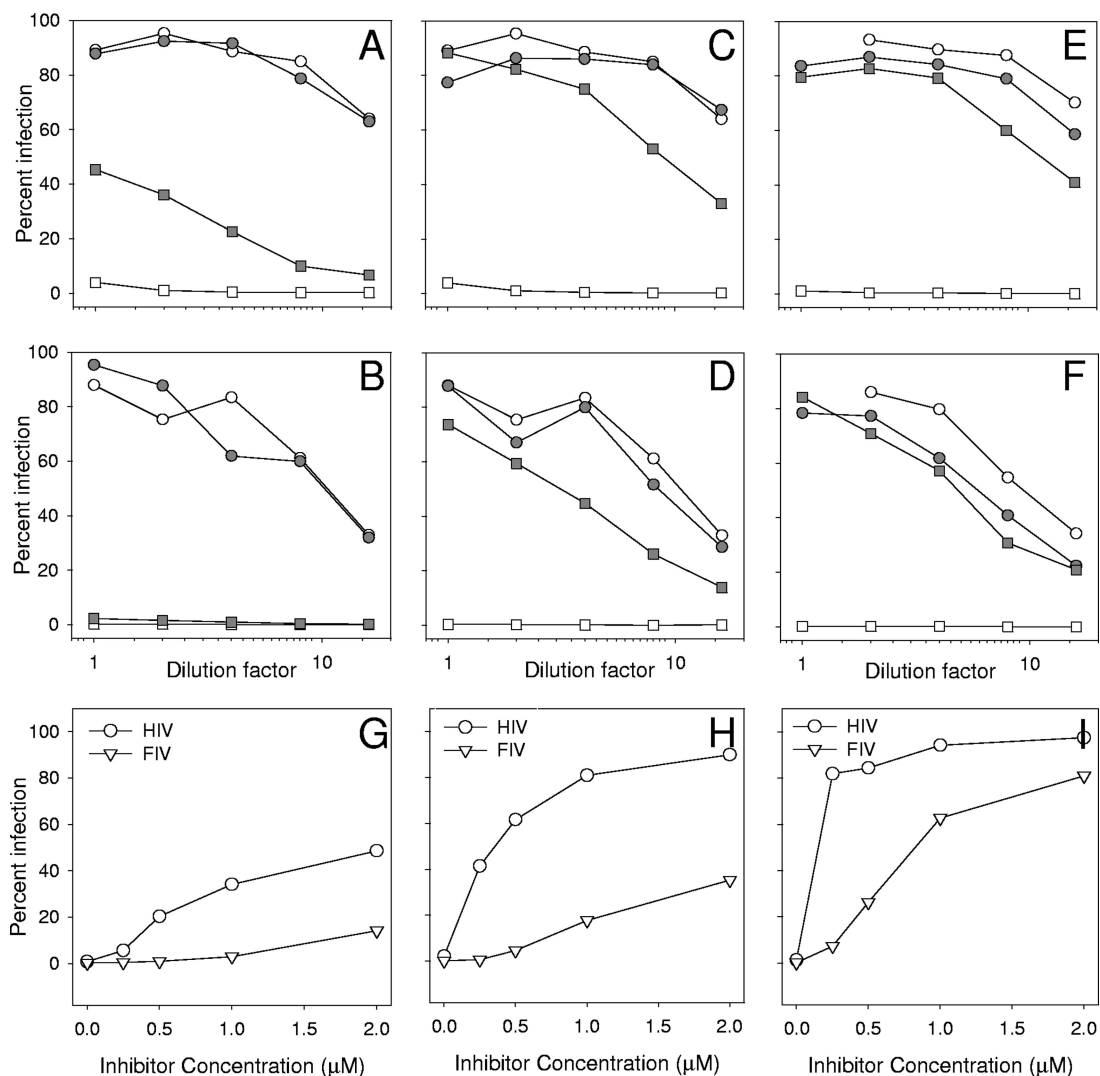 A
C
E
Percent infection
100
80
60
40
20
0
B
D
F
Percent infection
100
80
60
40
20
0
1
10
1
10
1
10
Dilution factor
Dilution factor
Dilution factor
G
H
I
HIV
FIV
HIV
FIV
HIV
FIV
Percent infection
100
80
60
40
20
0
0.0
0.5
1.0
1.5
2.0
0.0
0.5
1.0
1.5
2.0
0.0
0.5
1.0
1.5
2.0
Inhibitor Concentration (μM)
Inhibitor Concentration (μM)
Inhibitor Concentration (μM)